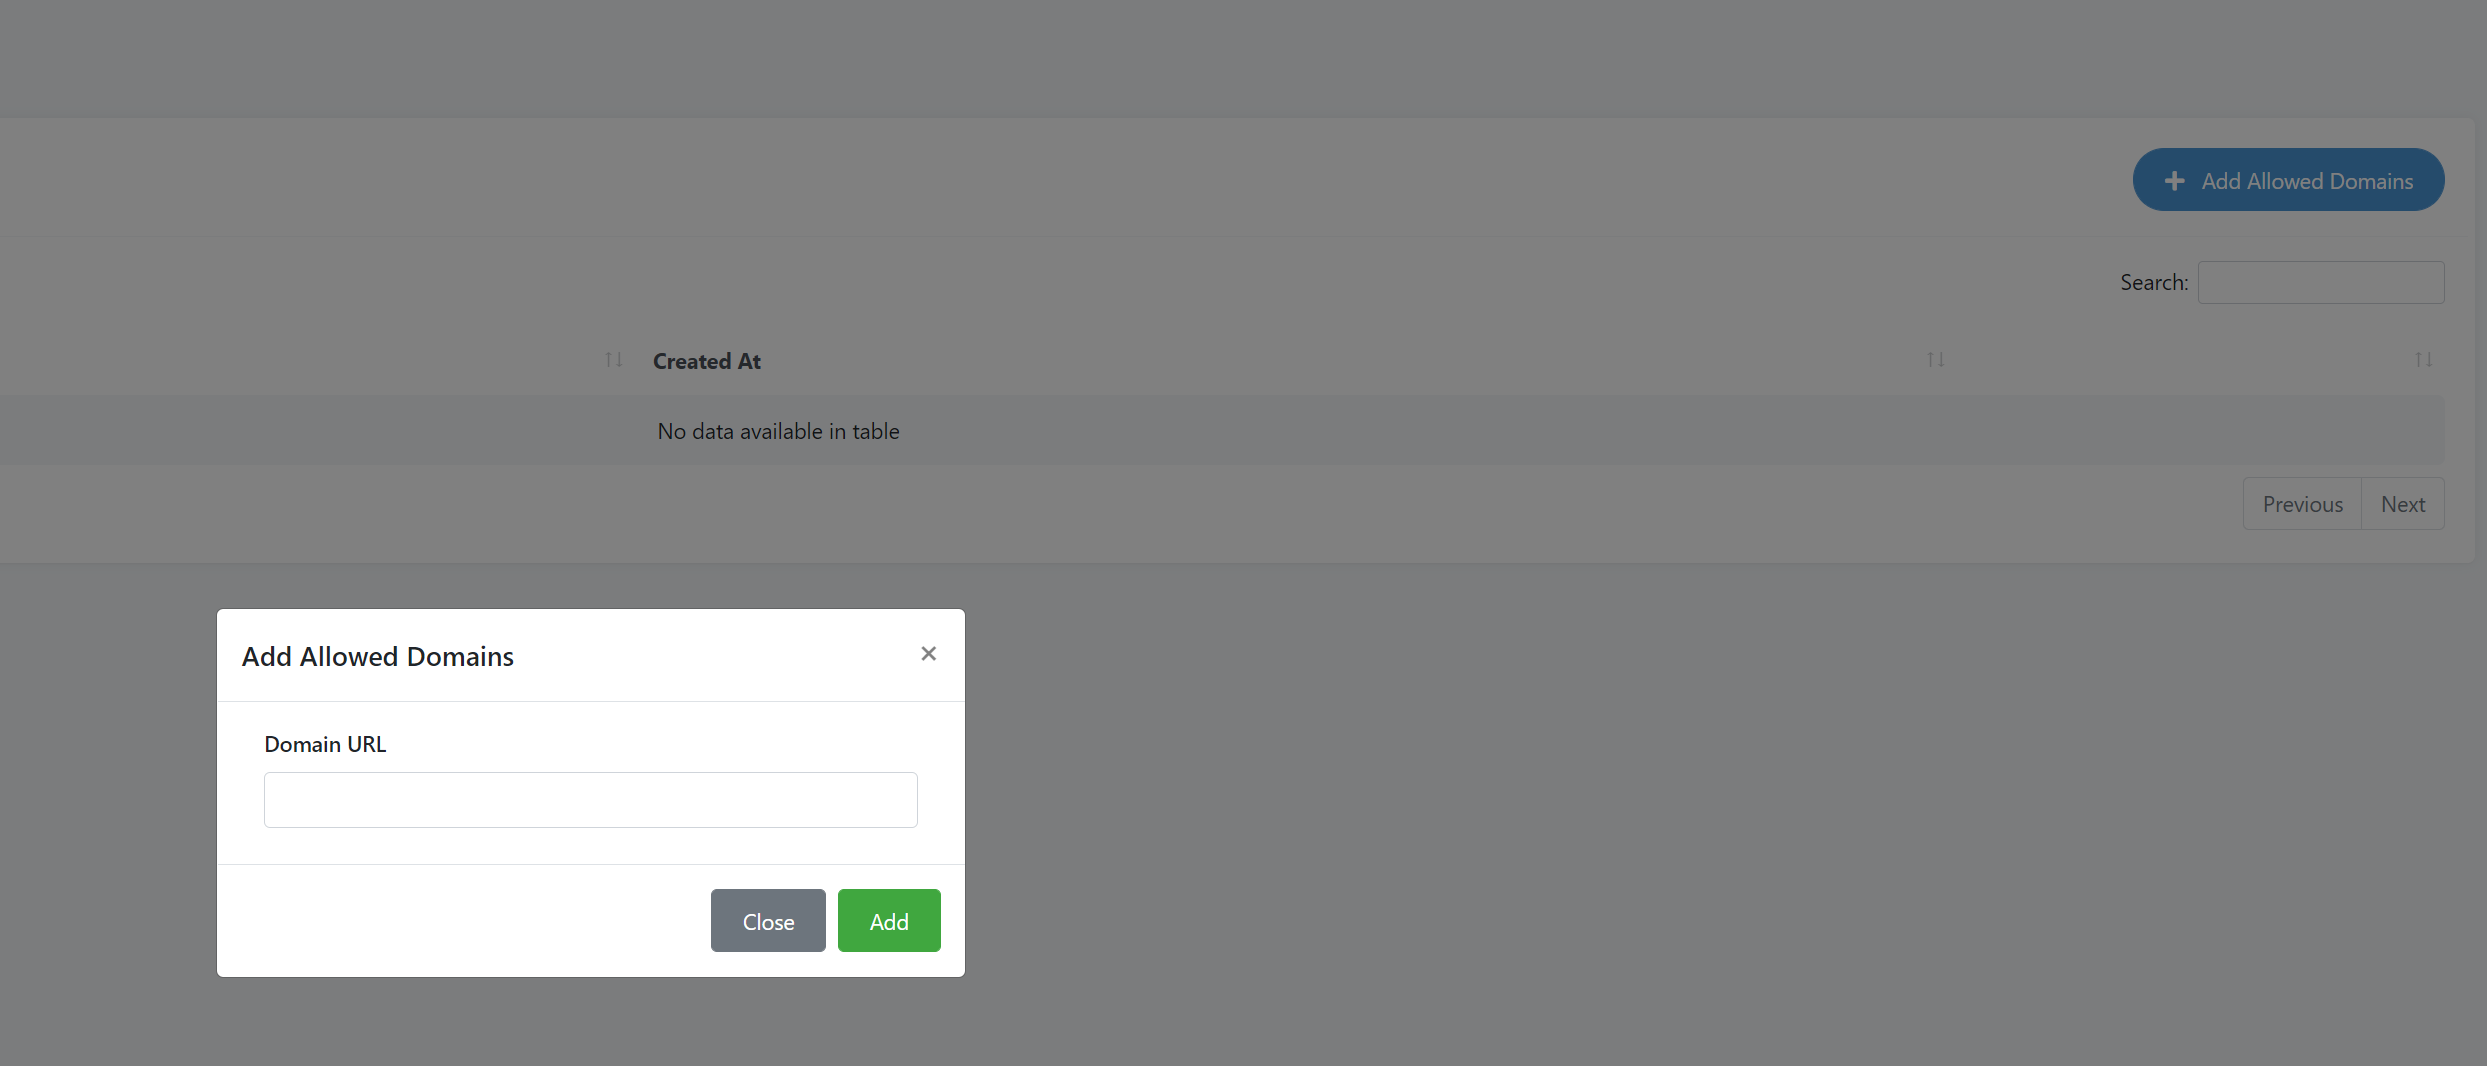 Add Allowed Domains
Search:
Created At
No data available in table
Previous Next
Add Allowed Domains
Domain URL
Close Add